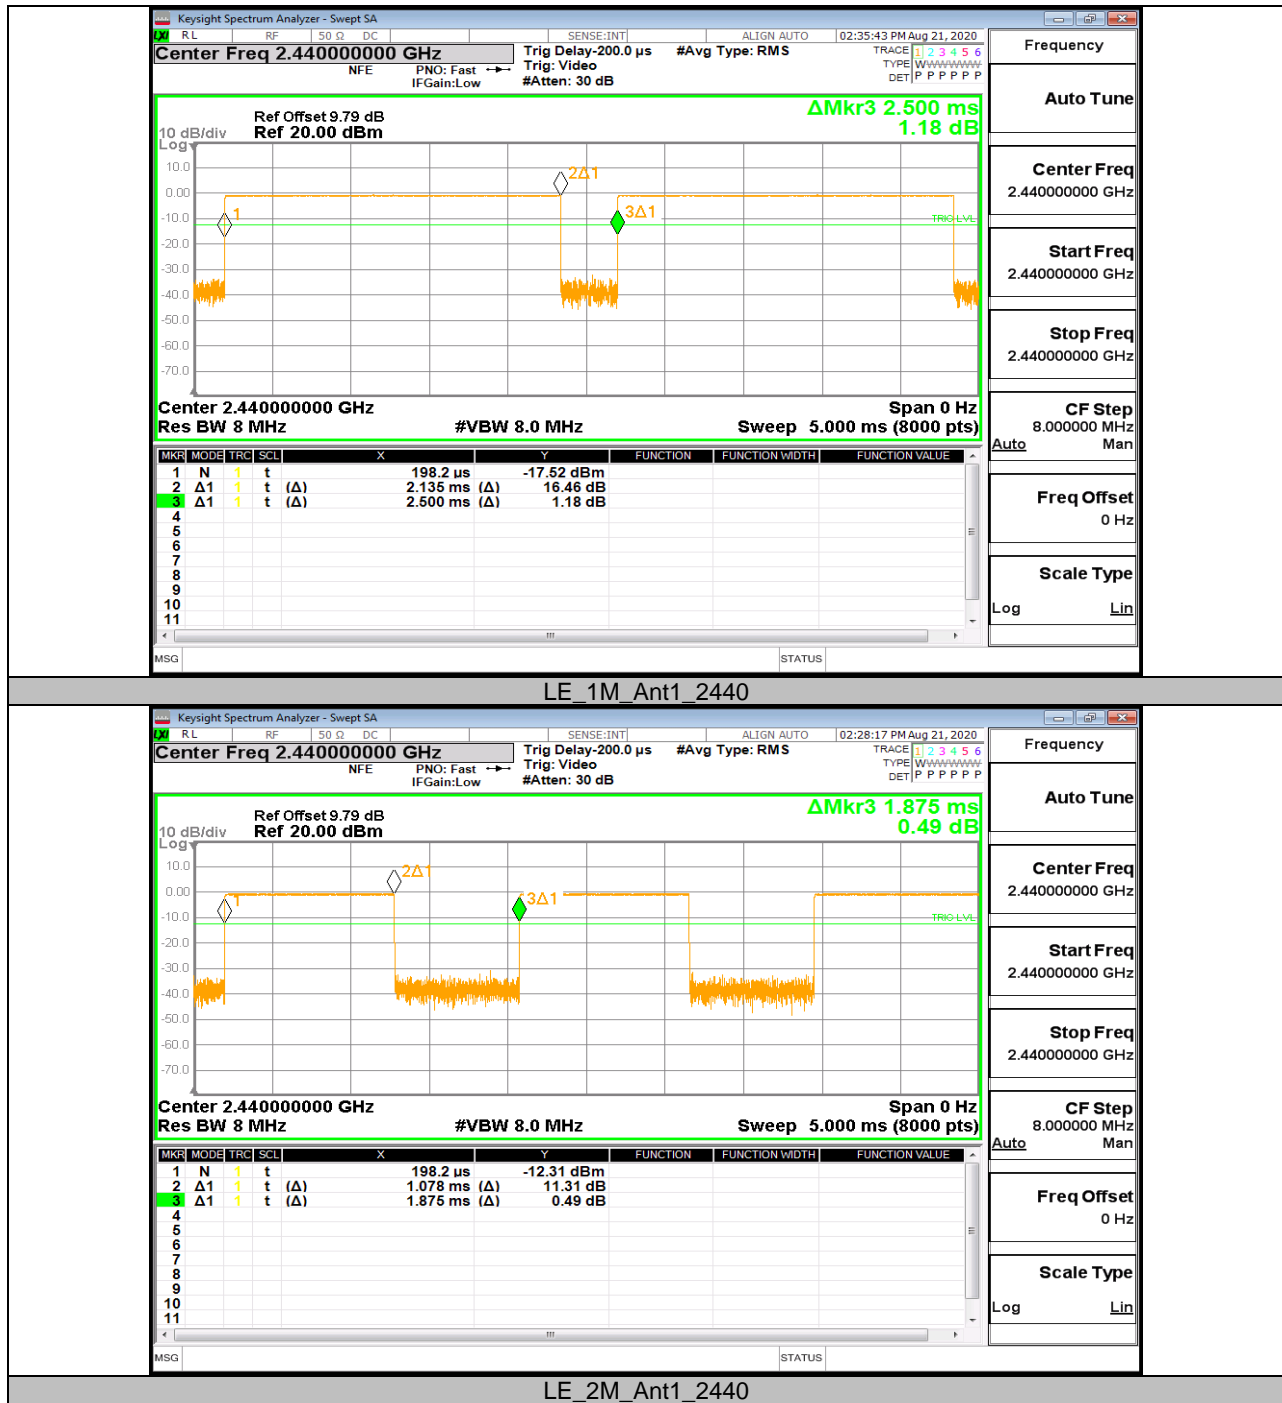 Keysight Spectrum Analyzer - Swept SA
LXI RL RF 50 Ω DC SENSE:INT ALIGN AUTO 02:35:43 PM Aug 21, 2020
Center Freq 2.440000000 GHz Trig Delay-200.0 µs #Avg Type: RMS TRACE 1 2 3 4 5 6
NFE PNO: Fast Trig: Video TYPE WWWWWW
IFGain:Low #Atten: 30 dB DET P P P P P P
Frequency
Auto Tune
Center Freq
2.440000000 GHz
Start Freq
2.440000000 GHz
Stop Freq
2.440000000 GHz
CF Step
8.000000 MHz
Auto Man
Freq Offset
0 Hz
Scale Type
Log Lin
ΔMkr3 2.500 ms
1.18 dB
Ref Offset 9.79 dB
10 dB/div Ref 20.00 dBm
Log
10.0
0.00
-10.0
-20.0
-30.0
-40.0
-50.0
-60.0
-70.0
1
2Δ1
3Δ1
TRIG LVL
Center 2.440000000 GHz Span 0 Hz
Res BW 8 MHz #VBW 8.0 MHz Sweep 5.000 ms (8000 pts)
MKR MODE TRC SCL X Y FUNCTION FUNCTION WIDTH FUNCTION VALUE
1 N 1 t 198.2 µs -17.52 dBm
2 Δ1 1 t (Δ) 2.135 ms (Δ) 16.46 dB
3 Δ1 1 t (Δ) 2.500 ms (Δ) 1.18 dB
4
5
6
7
8
9
10
11
MSG STATUS
LE_1M_Ant1_2440
Keysight Spectrum Analyzer - Swept SA
LXI RL RF 50 Ω DC SENSE:INT ALIGN AUTO 02:28:17 PM Aug 21, 2020
Center Freq 2.440000000 GHz Trig Delay-200.0 µs #Avg Type: RMS TRACE 1 2 3 4 5 6
NFE PNO: Fast Trig: Video TYPE WWWWWW
IFGain:Low #Atten: 30 dB DET P P P P P P
Frequency
Auto Tune
Center Freq
2.440000000 GHz
Start Freq
2.440000000 GHz
Stop Freq
2.440000000 GHz
CF Step
8.000000 MHz
Auto Man
Freq Offset
0 Hz
Scale Type
Log Lin
ΔMkr3 1.875 ms
0.49 dB
Ref Offset 9.79 dB
10 dB/div Ref 20.00 dBm
Log
10.0
0.00
-10.0
-20.0
-30.0
-40.0
-50.0
-60.0
-70.0
1
2Δ1
3Δ1
TRIG LVL
Center 2.440000000 GHz Span 0 Hz
Res BW 8 MHz #VBW 8.0 MHz Sweep 5.000 ms (8000 pts)
MKR MODE TRC SCL X Y FUNCTION FUNCTION WIDTH FUNCTION VALUE
1 N 1 t 198.2 µs -12.31 dBm
2 Δ1 1 t (Δ) 1.078 ms (Δ) 11.31 dB
3 Δ1 1 t (Δ) 1.875 ms (Δ) 0.49 dB
4
5
6
7
8
9
10
11
MSG STATUS
LE_2M_Ant1_2440